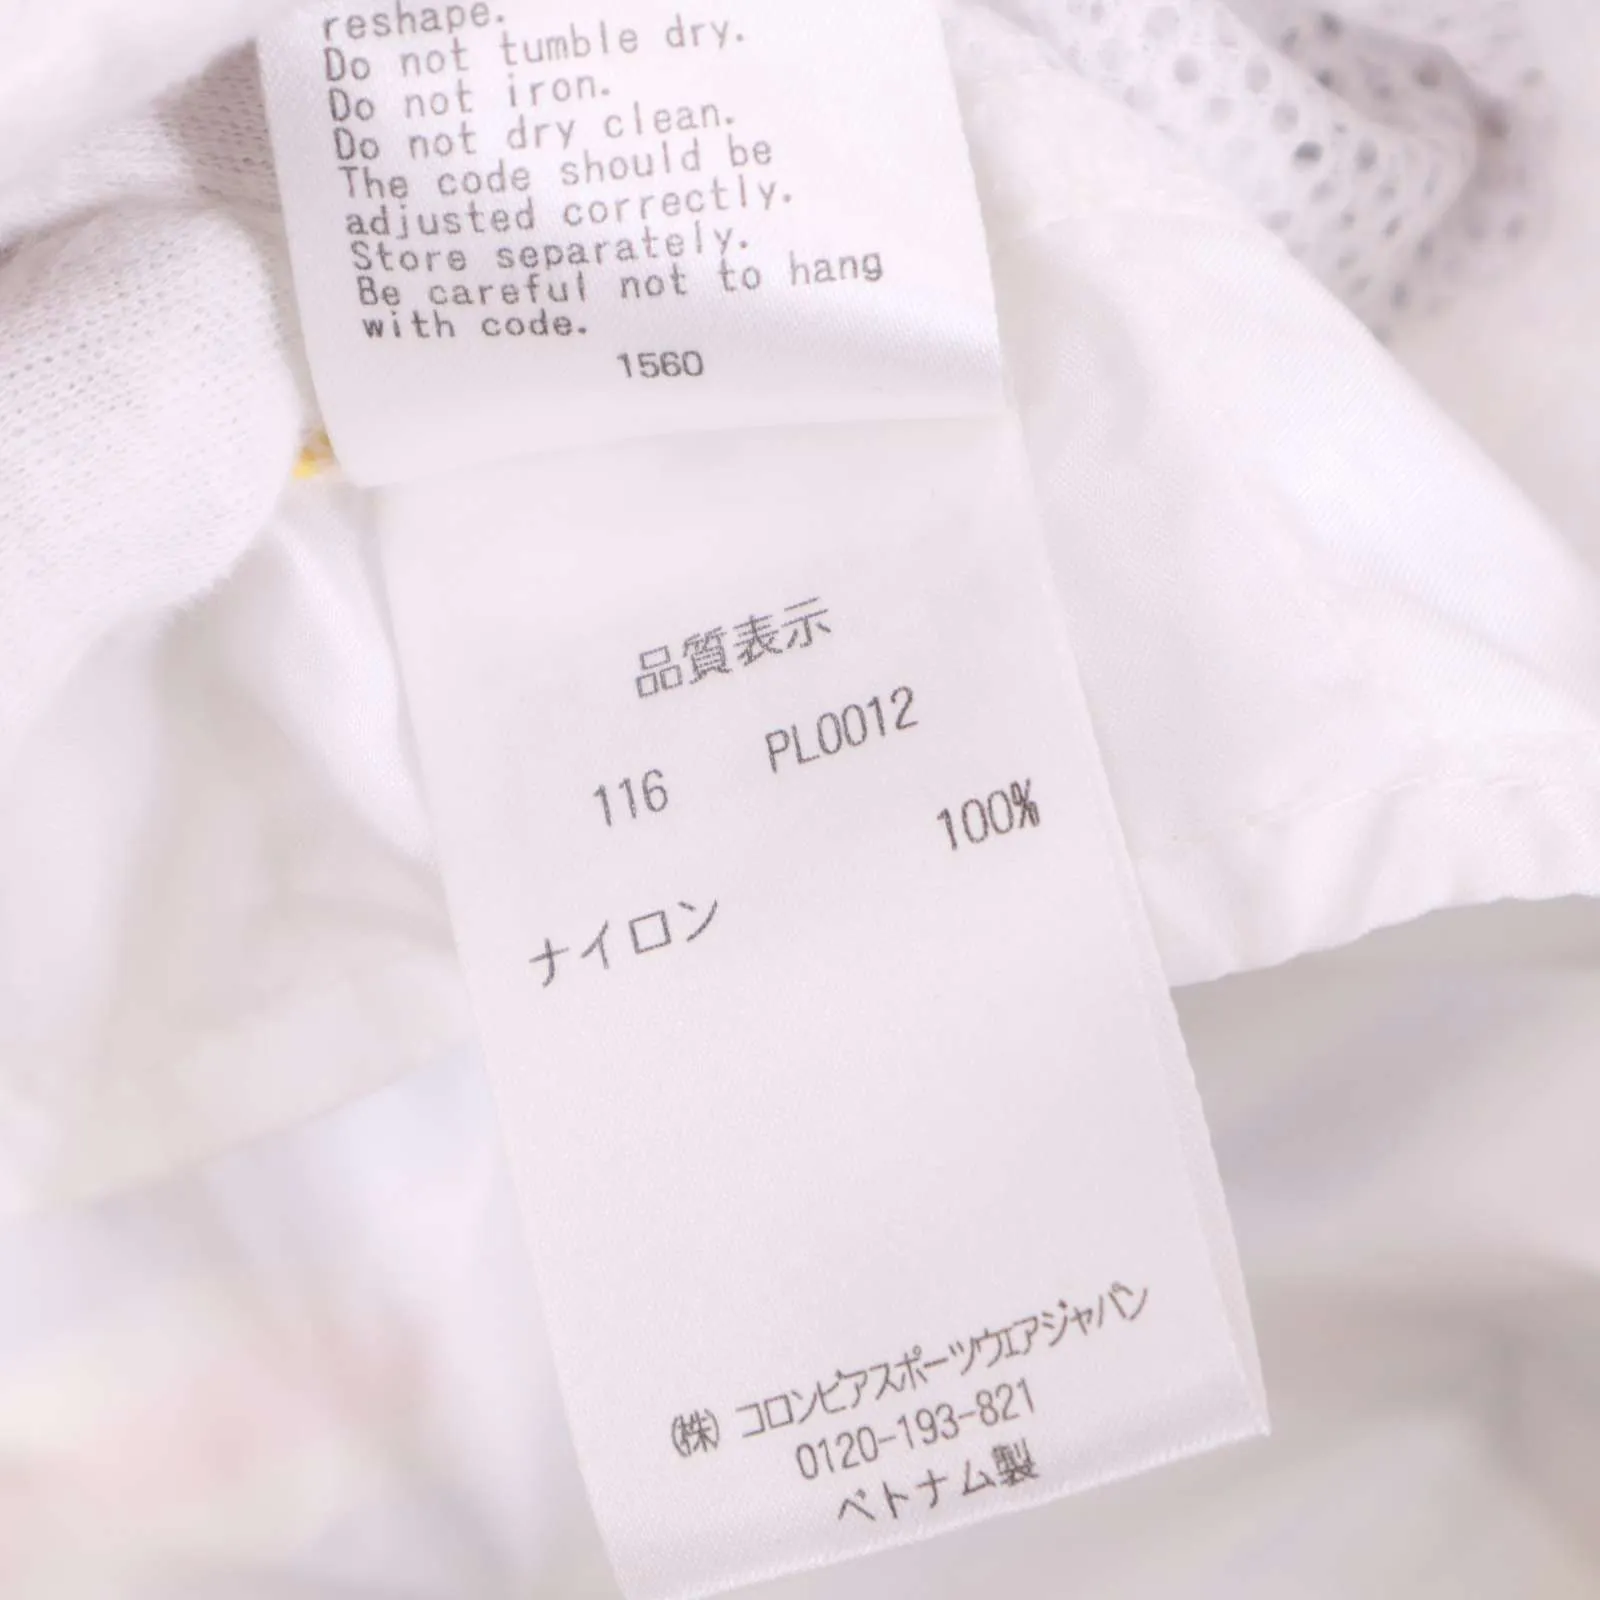 reshape.
Do not tumble dry.
Do not iron.
Do not dry clean.
The code should be
adjusted correctly.
Store separately.
Be careful not to hang
with code.
1560
品質表示
116 PL0012
100%
ナイロン
(株) コロンビアスポーツウェアジャパン
0120-193-821
ベトナム製